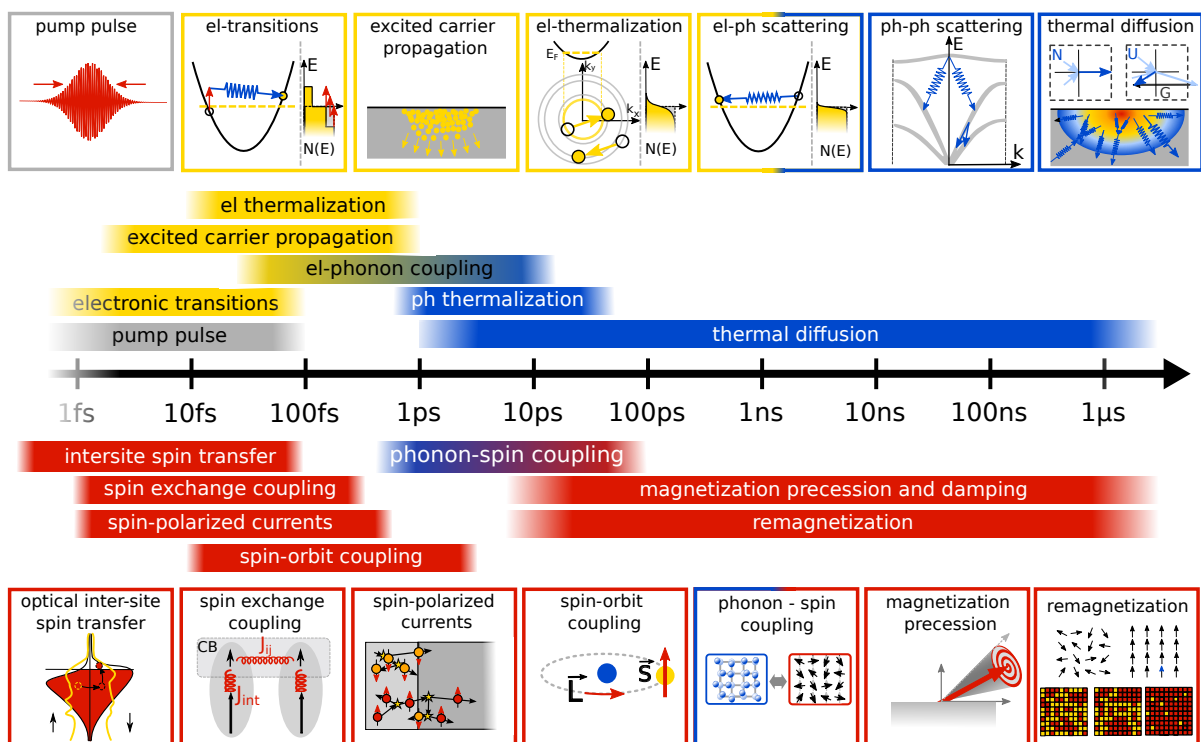 pump pulse
el-transitions
E
N(E)
excited carrier
propagation
el-thermalization
E_F
k_y
k_x
E
N(E)
el-ph scattering
E
N(E)
ph-ph scattering
E
k
thermal diffusion
N
U
G
el thermalization
excited carrier propagation
el-phonon coupling
electronic transitions
ph thermalization
pump pulse
thermal diffusion
1fs 10fs 100fs 1ps 10ps 100ps 1ns 10ns 100ns 1μs
intersite spin transfer
phonon-spin coupling
spin exchange coupling
magnetization precession and damping
spin-polarized currents
remagnetization
spin-orbit coupling
optical inter-site
spin transfer
spin exchange
coupling
CB
J_ij
J_int
spin-polarized
currents
spin-orbit
coupling
L
S
phonon - spin
coupling
magnetization
precession
remagnetization